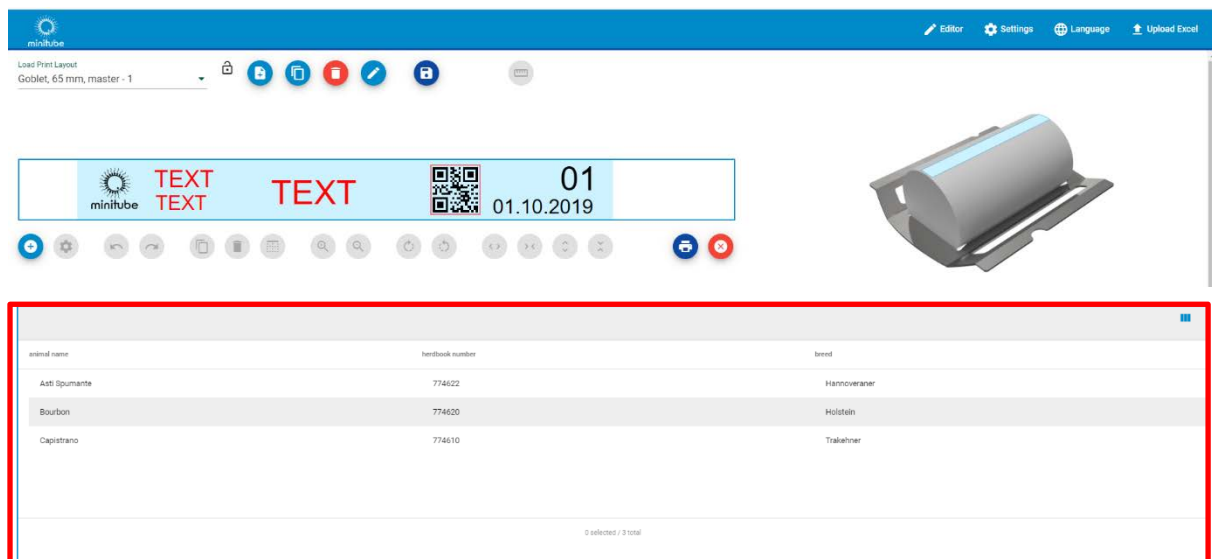 minitube
Editor Settings Language Upload Excel
Load Print Layout
Goblet, 65 mm, master - 1
minitube
TEXT
TEXT
TEXT
01
01.10.2019
animal name herdbook number breed
Asti Spumante 774622 Hannoveraner
Bourbon 774620 Holstein
Capistrano 774610 Trakehner
0 selected / 3 total